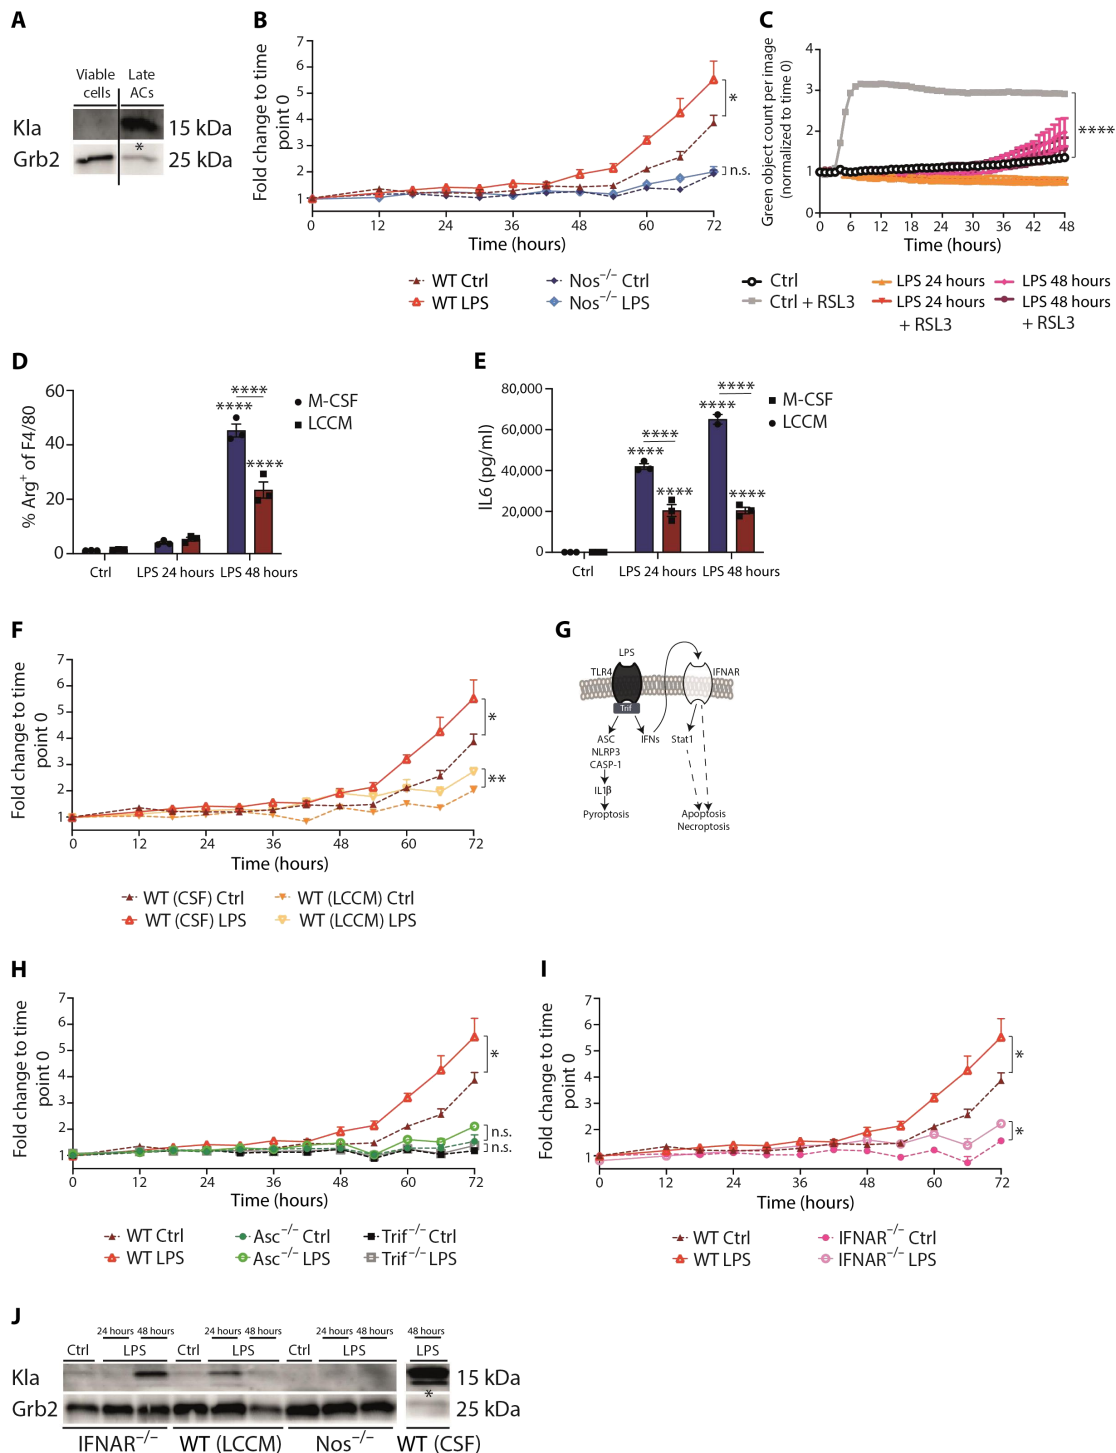 A
Viable cells
Late ACs
Kla
15 kDa
*
Grb2
25 kDa
B
Fold change to time point 0
7
6
5
4
3
2
1
0
12
24
36
48
60
72
Time (hours)
*
n.s.
WT Ctrl
WT LPS
Nos−/− Ctrl
Nos−/− LPS
C
Green object count per image
(normalized to time 0)
4
3
2
1
0
0
6
12
18
24
30
36
42
48
Time (hours)
****
Ctrl
Ctrl + RSL3
LPS 24 hours
LPS 24 hours + RSL3
LPS 48 hours
LPS 48 hours + RSL3
D
% Arg+ of F4/80
60
40
20
0
Ctrl
LPS 24 hours
LPS 48 hours
****
****
****
M-CSF
LCCM
E
IL6 (pg/ml)
80,000
60,000
40,000
20,000
0
Ctrl
LPS 24 hours
LPS 48 hours
****
****
****
****
****
****
M-CSF
LCCM
F
Fold change to time point 0
7
6
5
4
3
2
1
0
12
24
36
48
60
72
Time (hours)
*
**
WT (CSF) Ctrl
WT (CSF) LPS
WT (LCCM) Ctrl
WT (LCCM) LPS
G
LPS
TLR4
IFNAR
Trif
ASC
NLRP3
CASP-1
IFNs
Stat1
IL1β
Pyroptosis
Apoptosis
Necroptosis
H
Fold change to time point 0
7
6
5
4
3
2
1
0
12
24
36
48
60
72
Time (hours)
*
n.s.
n.s.
WT Ctrl
WT LPS
Asc−/− Ctrl
Asc−/− LPS
Trif−/− Ctrl
Trif−/− LPS
I
Fold change to time point 0
7
6
5
4
3
2
1
0
12
24
36
48
60
72
Time (hours)
*
*
WT Ctrl
WT LPS
IFNAR−/− Ctrl
IFNAR−/− LPS
J
24 hours 48 hours 24 hours 48 hours 24 hours 48 hours 48 hours
Ctrl LPS Ctrl LPS Ctrl LPS LPS
Kla
15 kDa
*
Grb2
25 kDa
IFNAR−/− WT (LCCM) Nos−/− WT (CSF)